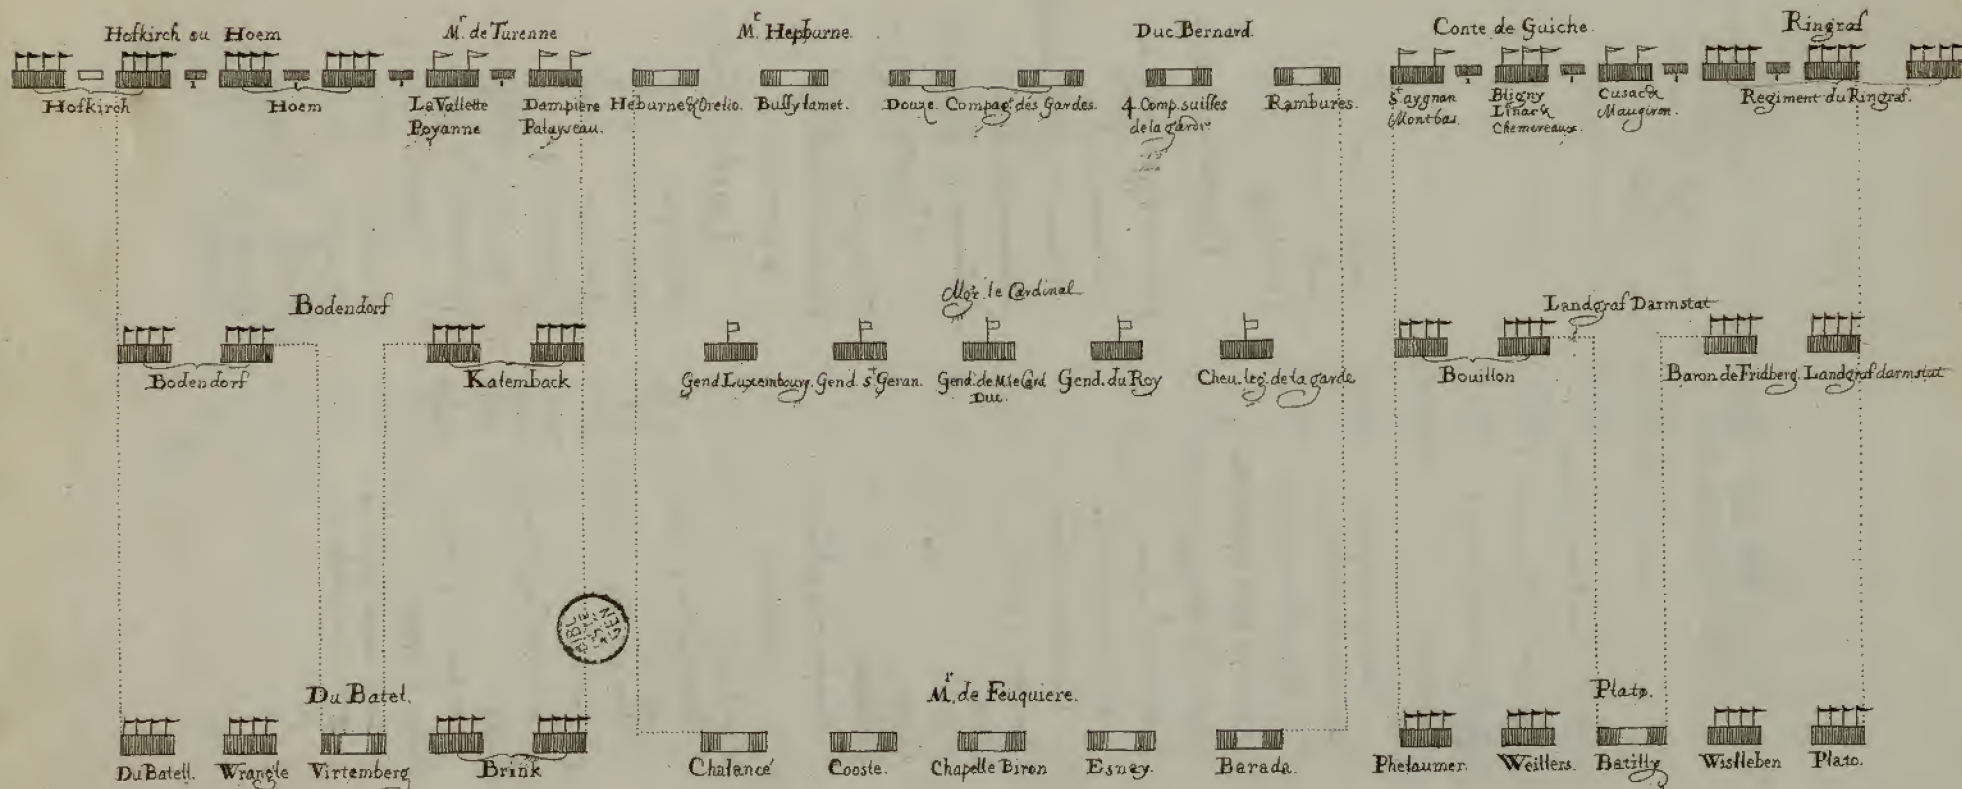 Hofkirch ou Hoem
Mr. de Turenne
Mr. Hepburne.
Duc Bernard.
Conte de Guiche.
Ringraf
Hofkirch
Hoem
La Vallette
Poyanne
Dampiere
Palayseau.
Heburne & Orelio.
Bussy lamet.
Douze Compag. dés Gardes.
4 Comp. suisses
de la garde
Rambures.
St. aygnan
Montbas.
Bligny
Linars
Chemereaux.
Cusack
Maugiron.
Regiment du Ringraf.
Bodendorf
Mgr. le Cardinal
Landgraf Darmstat
Bodendorf
Katemback
Gend Luxembourg.
Gend. St Geran.
Gend. de M le Card
Duc.
Gend. du Roy
Cheu. leg. de la garde
Bouillon
Baron de Fridberg.
Landgraf darmstat
Du Batel.
Mr. de Feuquiere.
Plato.
Du Batell.
Wrangle
Virtemberg
Brink
Chalancé
Cooste.
Chapelle Biron
Esney.
Barada.
Phelaumer.
Weillers.
Batilly
Wistleben
Plato.